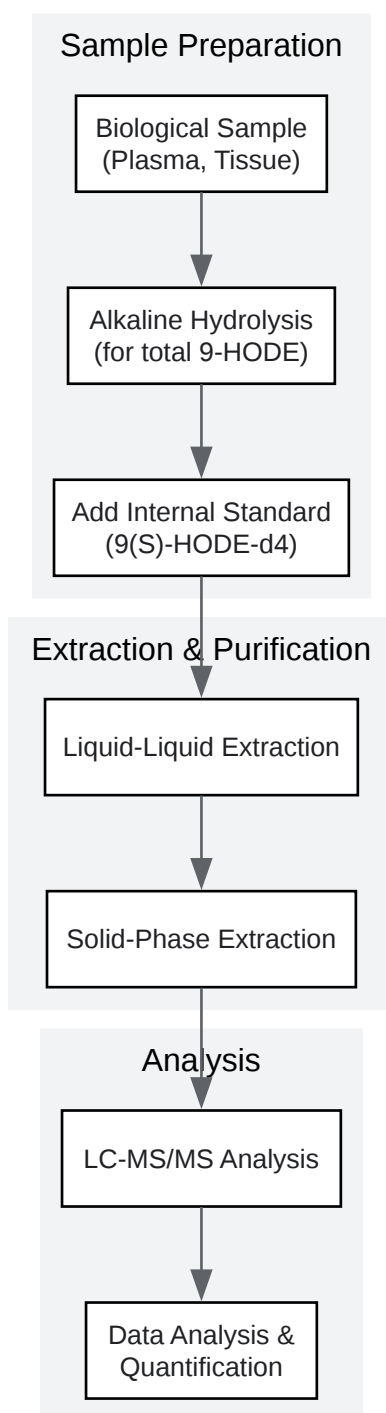 Sample Preparation
Biological Sample
(Plasma, Tissue)
Alkaline Hydrolysis
(for total 9-HODE)
Add Internal Standard
(9(S)-HODE-d4)
Extraction & Purification
Liquid-Liquid Extraction
Solid-Phase Extraction
Analysis
LC-MS/MS Analysis
Data Analysis &
Quantification